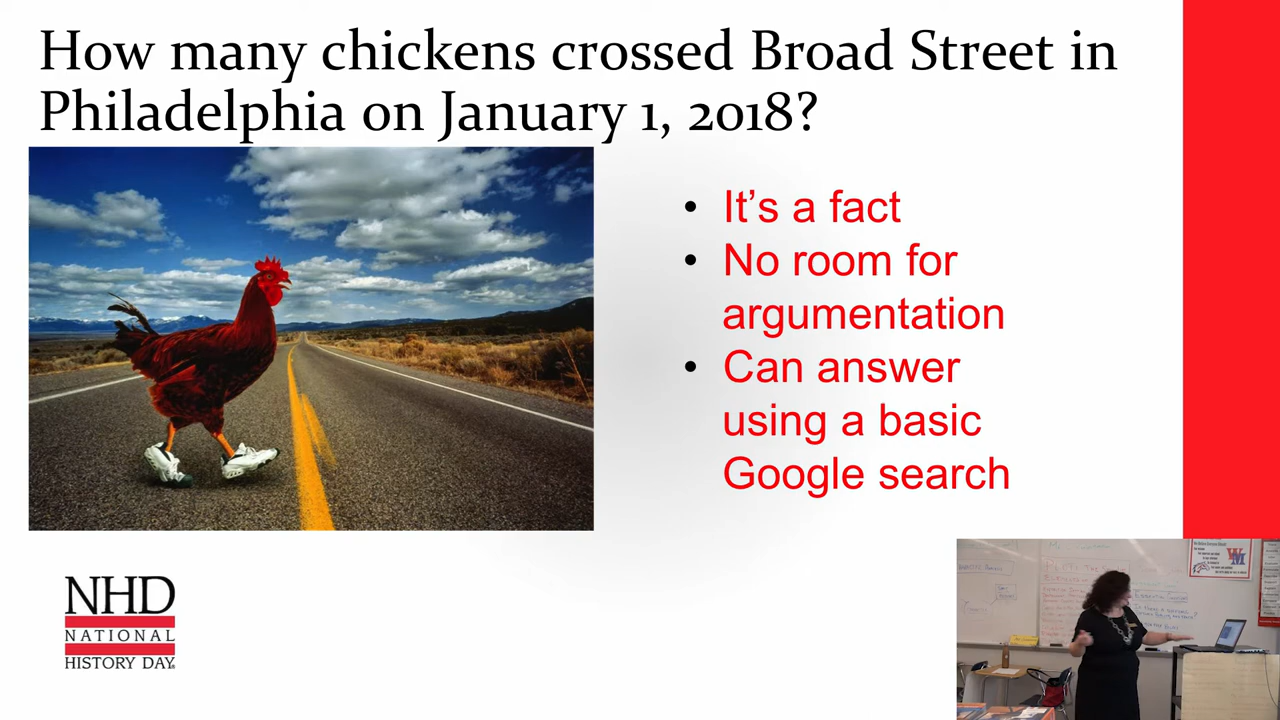 How many chickens crossed Broad Street in
Philadelphia on January 1, 2018?
• It’s a fact
• No room for
argumentation
• Can answer
using a basic
Google search
NHD
NATIONAL
HISTORY DAY®
WM